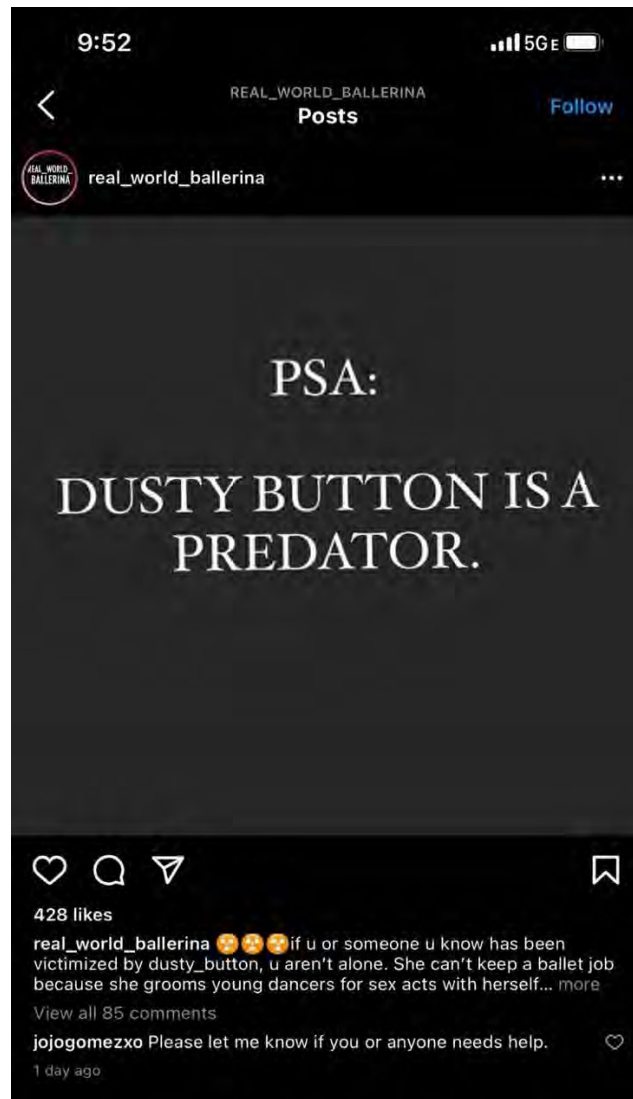 9:52
5GE
REAL_WORLD_BALLERINA
Posts
Follow
REAL_WORLD_
BALLERINA
real_world_ballerina
PSA:
DUSTY BUTTON IS A
PREDATOR.
428 likes
real_world_ballerina 😷😷😷if u or someone u know has been
victimized by dusty_button, u aren't alone. She can't keep a ballet job
because she grooms young dancers for sex acts with herself... more
View all 85 comments
jojogomezxo Please let me know if you or anyone needs help.
1 day ago